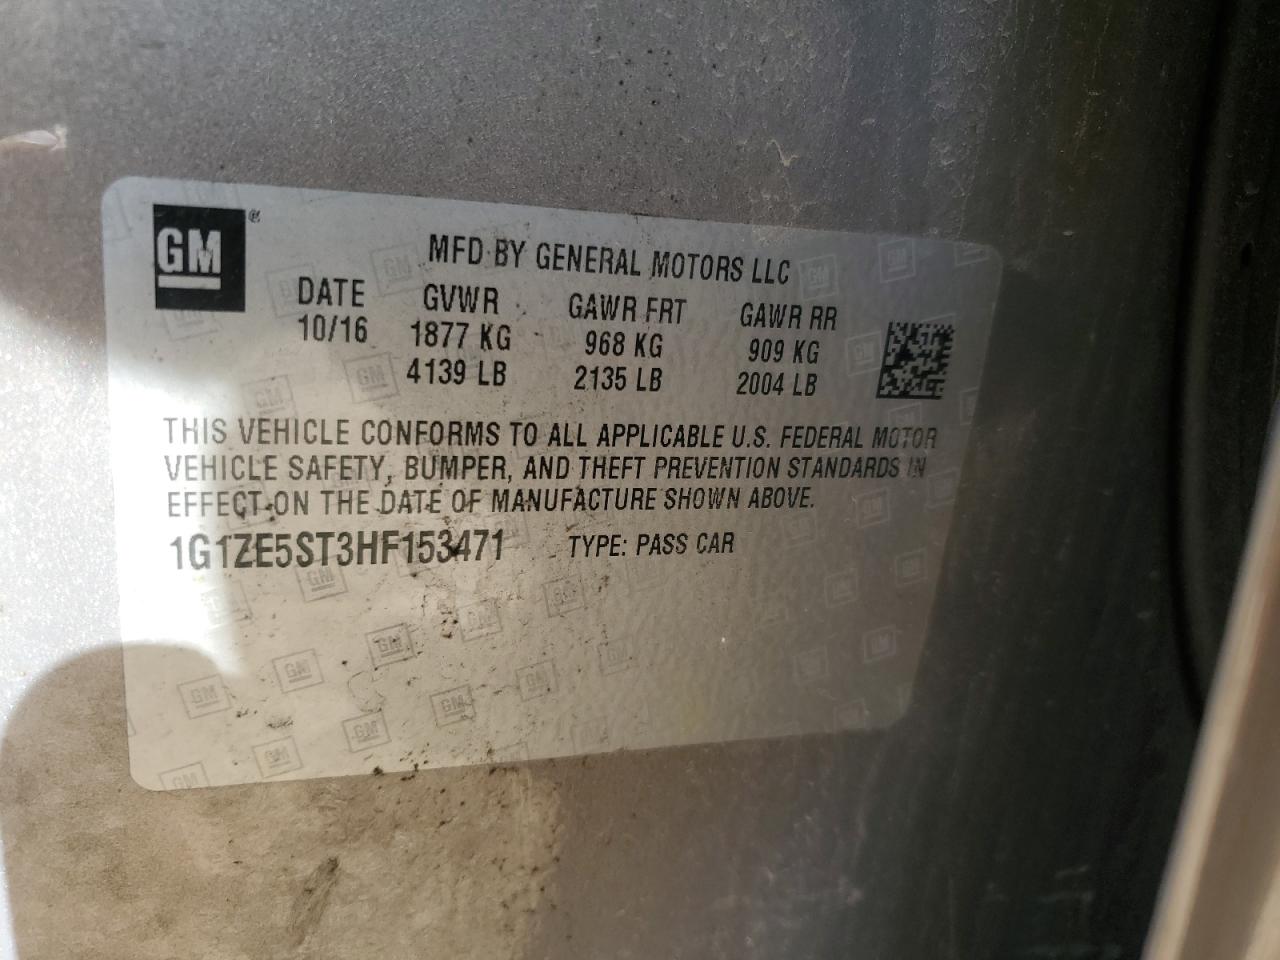 GM®
MFD BY GENERAL MOTORS LLC
DATE GVWR GAWR FRT GAWR RR
10/16 1877 KG 968 KG 909 KG
4139 LB 2135 LB 2004 LB
THIS VEHICLE CONFORMS TO ALL APPLICABLE U.S. FEDERAL MOTOR
VEHICLE SAFETY, BUMPER, AND THEFT PREVENTION STANDARDS IN
EFFECT ON THE DATE OF MANUFACTURE SHOWN ABOVE.
1G1ZE5ST3HF153471 TYPE: PASS CAR